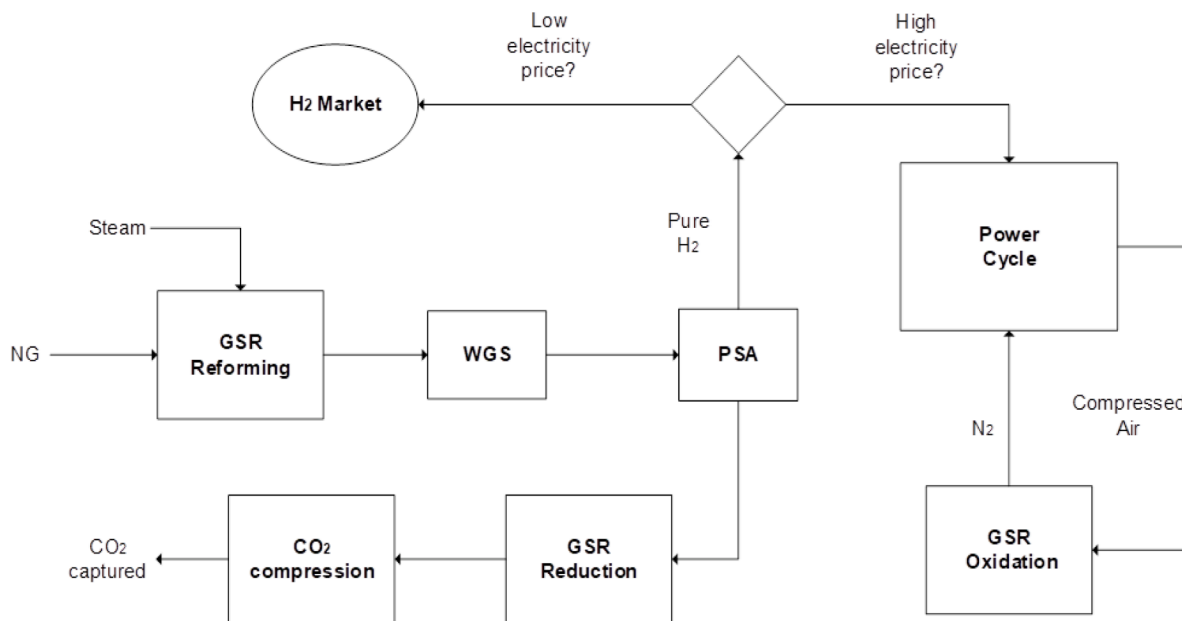 Low
electricity
price?
High
electricity
price?
H2 Market
Steam
Pure
H2
Power
Cycle
NG
GSR
Reforming
WGS
PSA
N2
Compressed
Air
CO2
captured
CO2
compression
GSR
Reduction
GSR
Oxidation